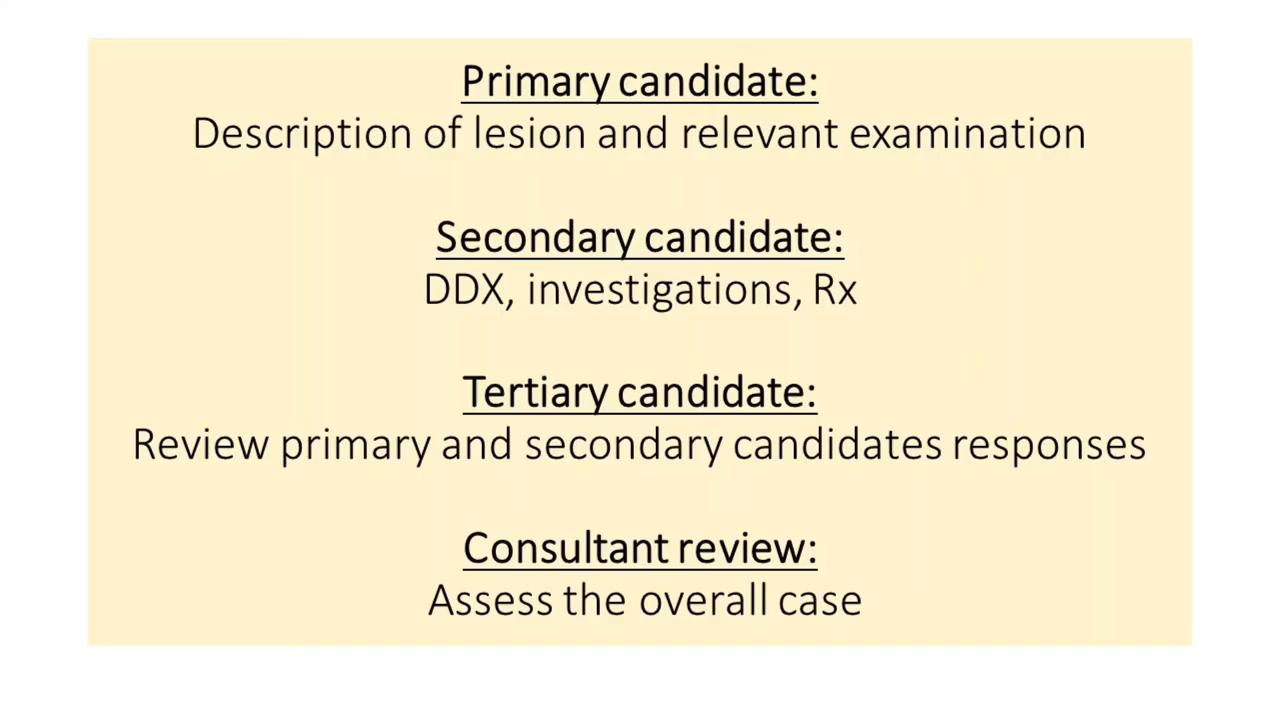 Primary candidate:
Description of lesion and relevant examination
Secondary candidate:
DDX, investigations, Rx
Tertiary candidate:
Review primary and secondary candidates responses
Consultant review:
Assess the overall case